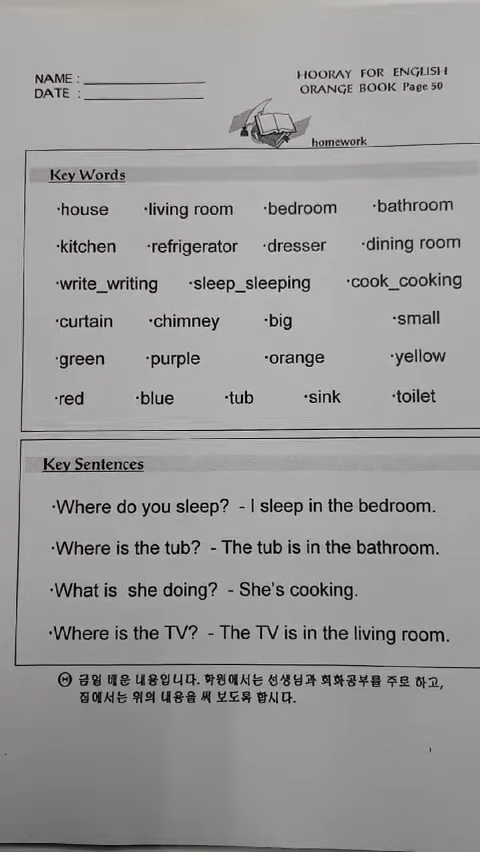 NAME : ____________
HOORAY FOR ENGLISH
DATE : ____________
ORANGE BOOK Page 50
homework
Key Words
·house ·living room ·bedroom ·bathroom
·kitchen ·refrigerator ·dresser ·dining room
·write_writing ·sleep_sleeping ·cook_cooking
·curtain ·chimney ·big ·small
·green ·purple ·orange ·yellow
·red ·blue ·tub ·sink ·toilet
Key Sentences
·Where do you sleep? - I sleep in the bedroom.
·Where is the tub? - The tub is in the bathroom.
·What is she doing? - She's cooking.
·Where is the TV? - The TV is in the living room.
금일 배운 내용입니다. 학원에서는 선생님과 회화공부를 주로 하고,
집에서는 위의 내용을 써 보도록 합시다.